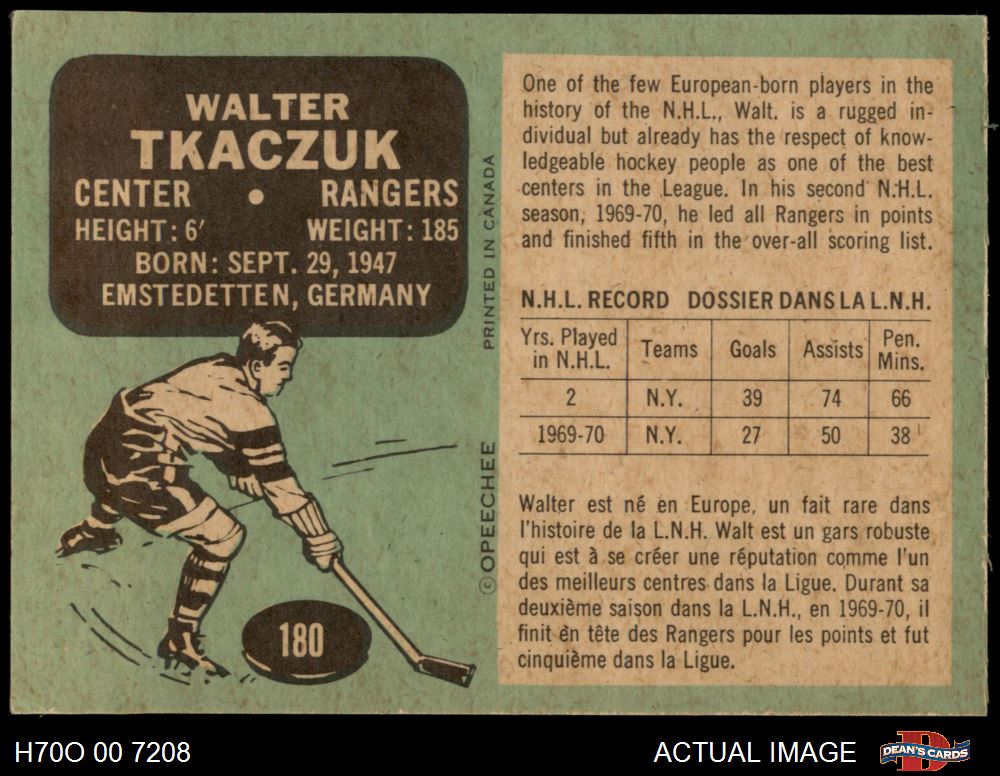 WALTER
TKACZUK
CENTER • RANGERS
HEIGHT: 6' WEIGHT: 185
BORN: SEPT. 29, 1947
EMSTEDETTEN, GERMANY
180
© OPEECHEE PRINTED IN CANADA
One of the few European-born players in the
history of the N.H.L., Walt. is a rugged in-
dividual but already has the respect of know-
ledgeable hockey people as one of the best
centers in the League. In his second N.H.L.
season, 1969-70, he led all Rangers in points
and finished fifth in the over-all scoring list.
N.H.L. RECORD DOSSIER DANS LA L.N.H.
Yrs. Played in N.H.L. Teams Goals Assists Pen. Mins.
2 N.Y. 39 74 66
1969-70 N.Y. 27 50 38
Walter est né en Europe, un fait rare dans
l'histoire de la L.N.H. Walt est un gars robuste
qui est à se créer une réputation comme l'un
des meilleurs centres dans la Ligue. Durant sa
deuxième saison dans la L.N.H., en 1969-70, il
finit èn tête des Rangers pour les points et fut
cinquième dans la Ligue.
H70O 00 7208
ACTUAL IMAGE
D
DEAN'S CARDS